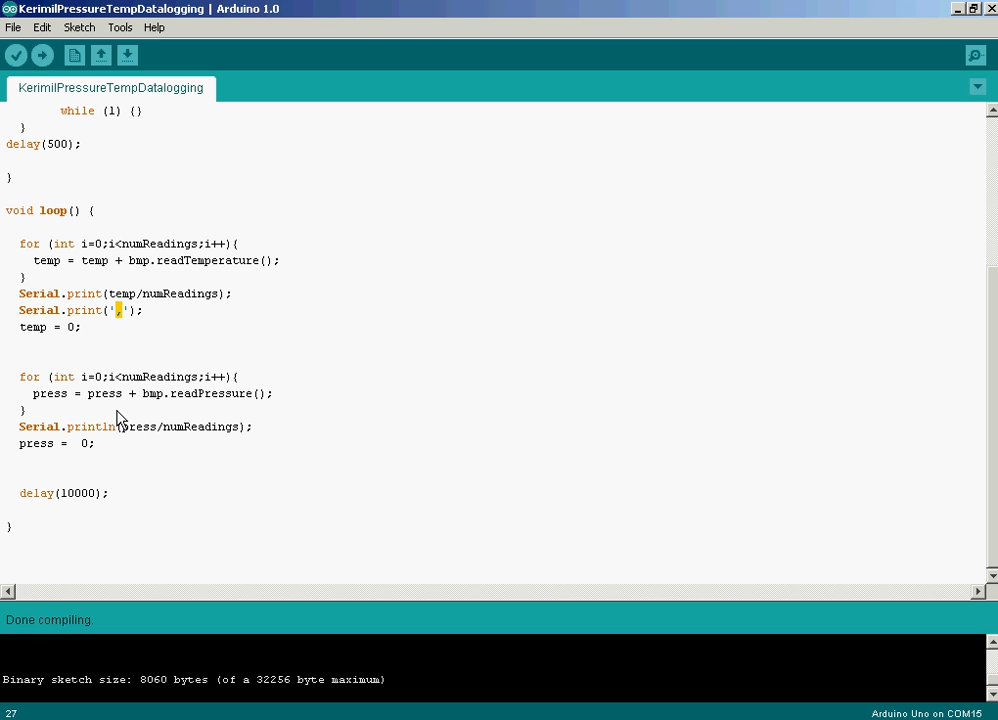 KerimilPressureTempDatalogging | Arduino 1.0
File Edit Sketch Tools Help
KerimilPressureTempDatalogging
while (1) {}
}
delay(500);
}
void loop() {
for (int i=0;i<numReadings;i++){
temp = temp + bmp.readTemperature();
}
Serial.print(temp/numReadings);
Serial.print(',');
temp = 0;
for (int i=0;i<numReadings;i++){
press = press + bmp.readPressure();
}
Serial.println(press/numReadings);
press =  0;
delay(10000);
}
Done compiling.
Binary sketch size: 8060 bytes (of a 32256 byte maximum)
27
Arduino Uno on COM15